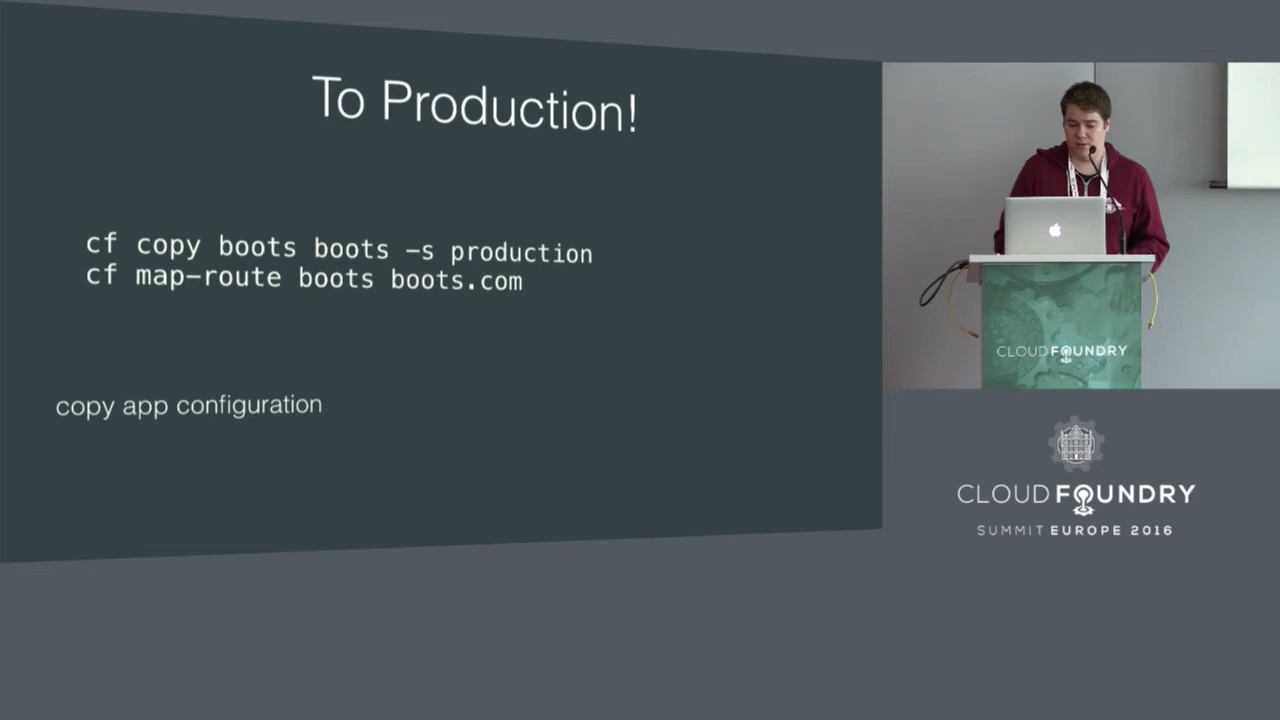 To Production!
cf copy boots boots -s production
cf map-route boots boots.com
copy app configuration
CLOUD FOUNDRY
CLOUD FOUNDRY
SUMMIT EUROPE 2016